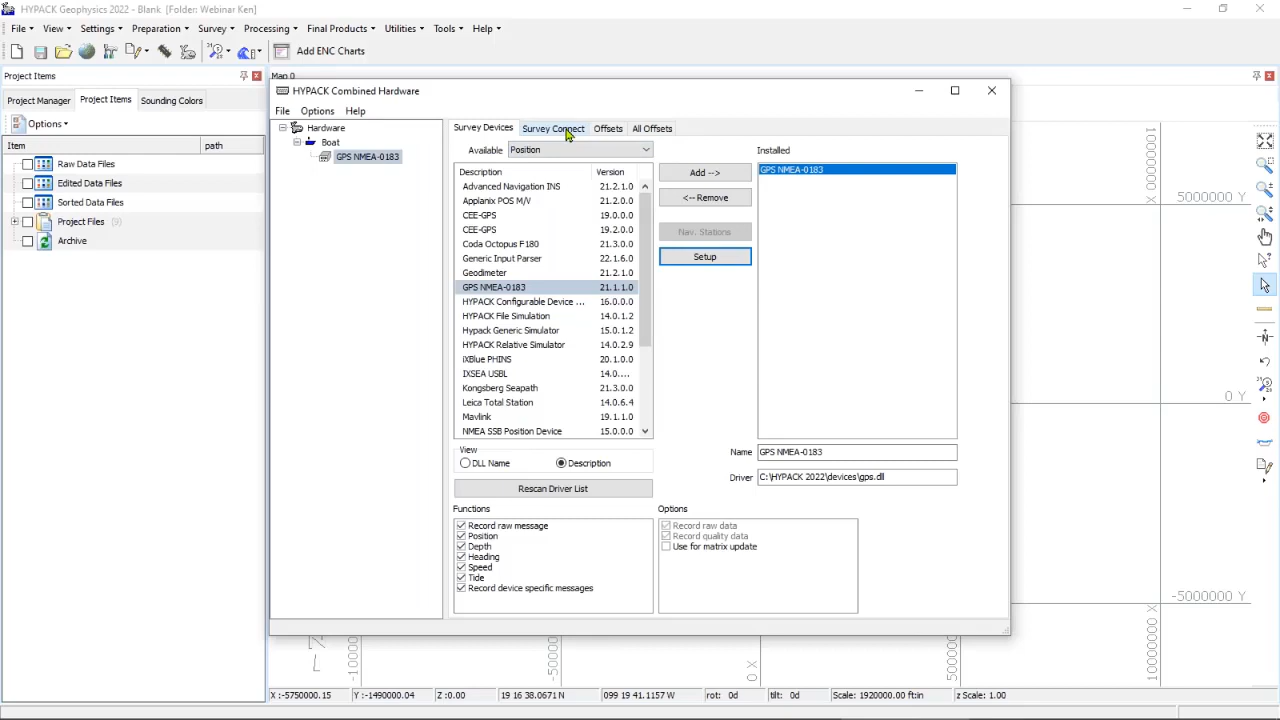 HYPACK Geophysics 2022 - Blank [Folder: Webinar Ken]
File View Settings Preparation Survey Processing Final Products Utilities Tools Help
Add ENC Charts
Project Items
Map 0
Project Manager Project Items Sounding Colors
Options
Item path
Raw Data Files
Edited Data Files
Sorted Data Files
Project Files (9)
Archive
HYPACK Combined Hardware
File Options Help
Hardware
Boat
GPS NMEA-0183
Survey Devices Survey Connect Offsets All Offsets
Available Position Installed
Description Version
Advanced Navigation INS 21.2.1.0
Applanix POS M/V 21.2.0.0
CEE-GPS 19.0.0.0
CEE-GPS 19.2.0.0
Coda Octopus F180 21.3.0.0
Generic Input Parser 22.1.6.0
Geodimeter 21.2.1.0
GPS NMEA-0183 21.1.1.0
HYPACK Configurable Device ... 16.0.0.0
HYPACK File Simulation 14.0.1.2
Hypack Generic Simulator 15.0.1.2
HYPACK Relative Simulator 14.0.2.9
iXBlue PHINS 20.1.0.0
IXSEA USBL 14.0....
Kongsberg Seapath 21.3.0.0
Leica Total Station 14.0.6.4
Mavlink 19.1.1.0
NMEA SSB Position Device 15.0.0.0
Add -->
<-- Remove
Nav. Stations
Setup
GPS NMEA-0183
View
DLL Name Description
Rescan Driver List
Name GPS NMEA-0183
Driver C:\HYPACK 2022\devices\gps.dll
Functions
Record raw message
Position
Depth
Heading
Speed
Tide
Record device specific messages
Options
Record raw data
Record quality data
Use for matrix update
5000000 Y
0 Y
-5000000 Y
0 X
X :-5750000.15 Y :-1490000.04 Z :0.00 19 16 38.0671 N 099 19 41.1157 W rot: 0d tilt: 0d Scale: 1920000.00 ft:in z Scale: 1.00